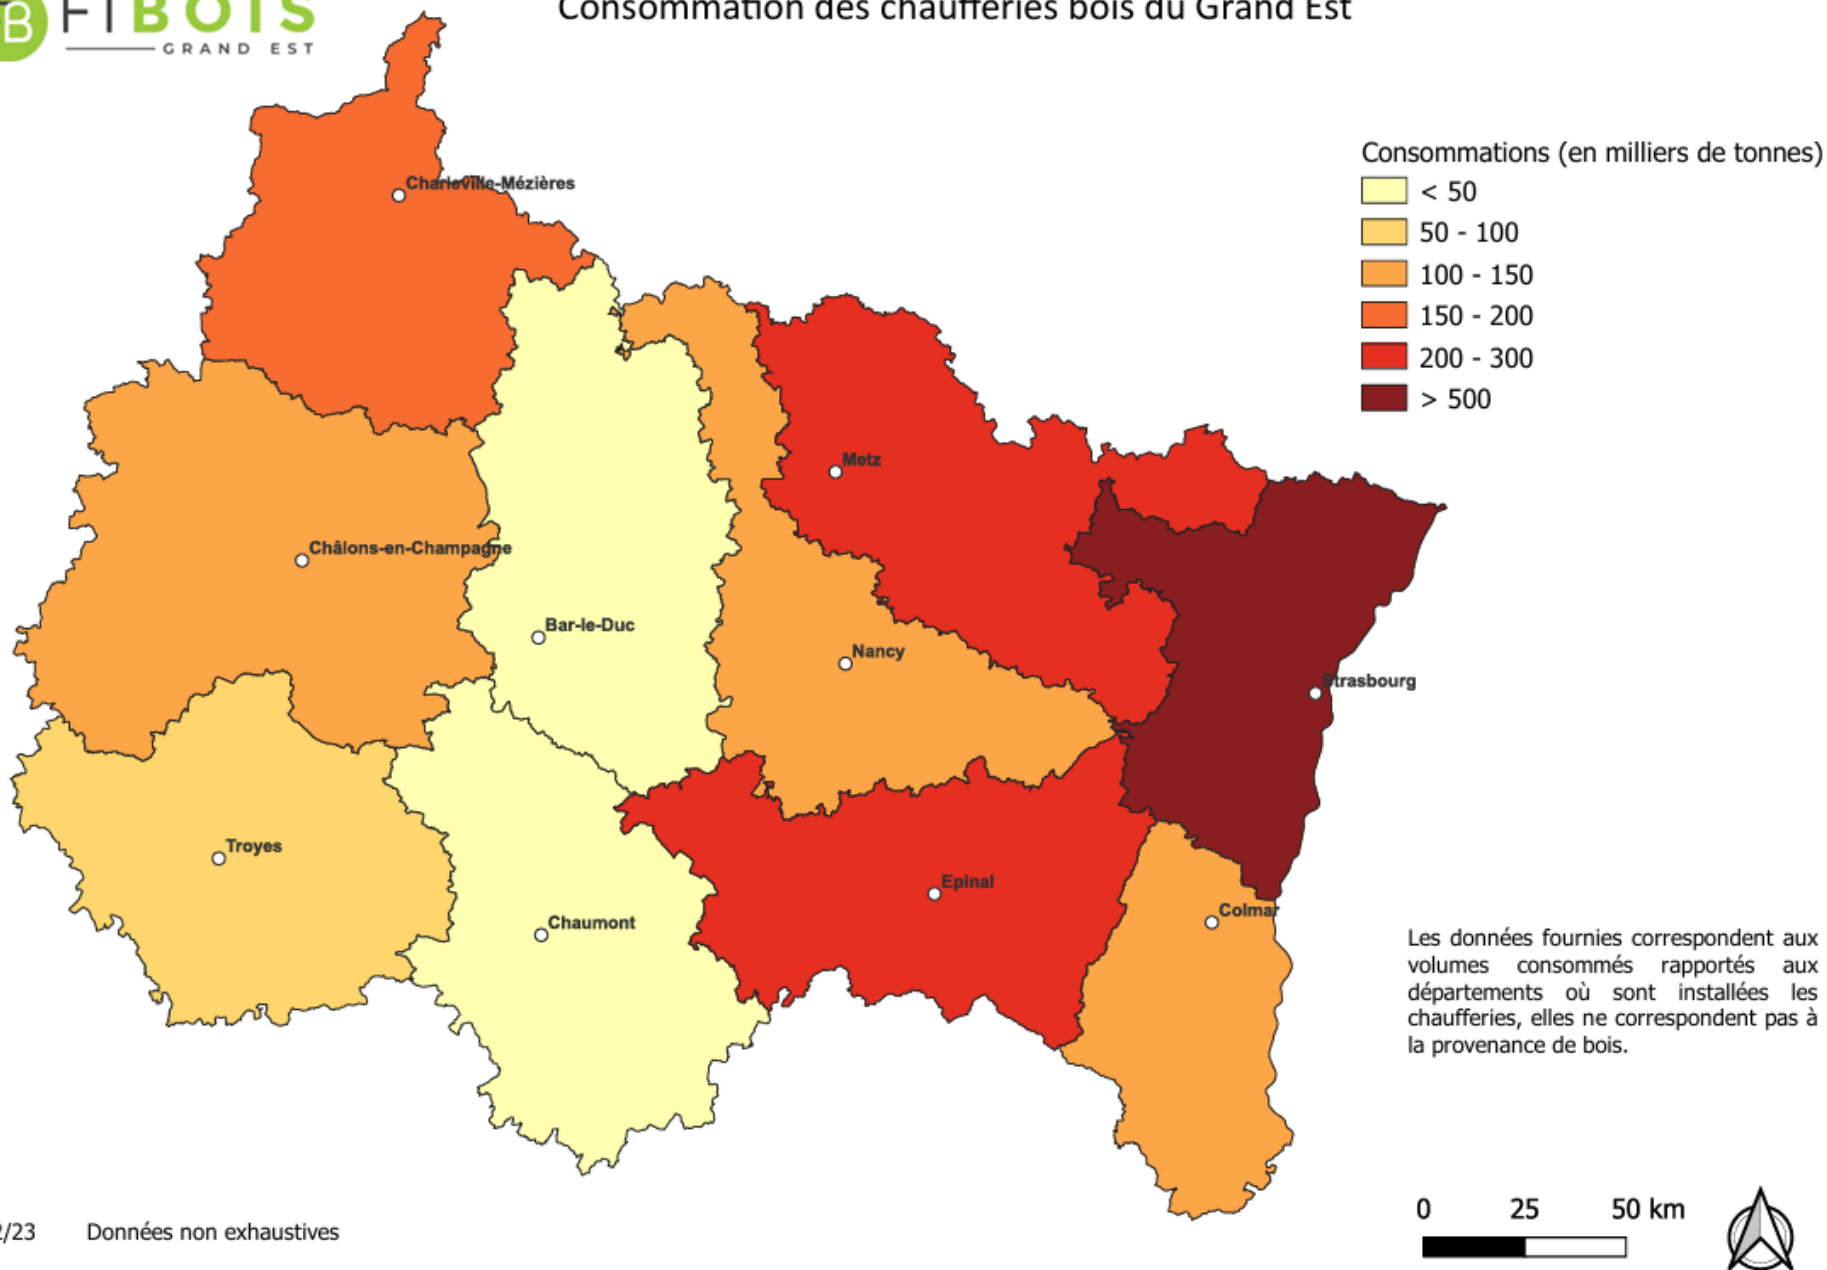 B FIBOIS
GRAND EST
Consommation des chaufferies bois du Grand Est
Consommations (en milliers de tonnes)
< 50
50 - 100
100 - 150
150 - 200
200 - 300
> 500
Charleville-Mézières
Metz
Châlons-en-Champagne
Bar-le-Duc
Nancy
Strasbourg
Troyes
Epinal
Chaumont
Colmar
Les données fournies correspondent aux
volumes consommés rapportés aux
départements où sont installées les
chaufferies, elles ne correspondent pas à
la provenance de bois.
0 25 50 km
2/23 Données non exhaustives